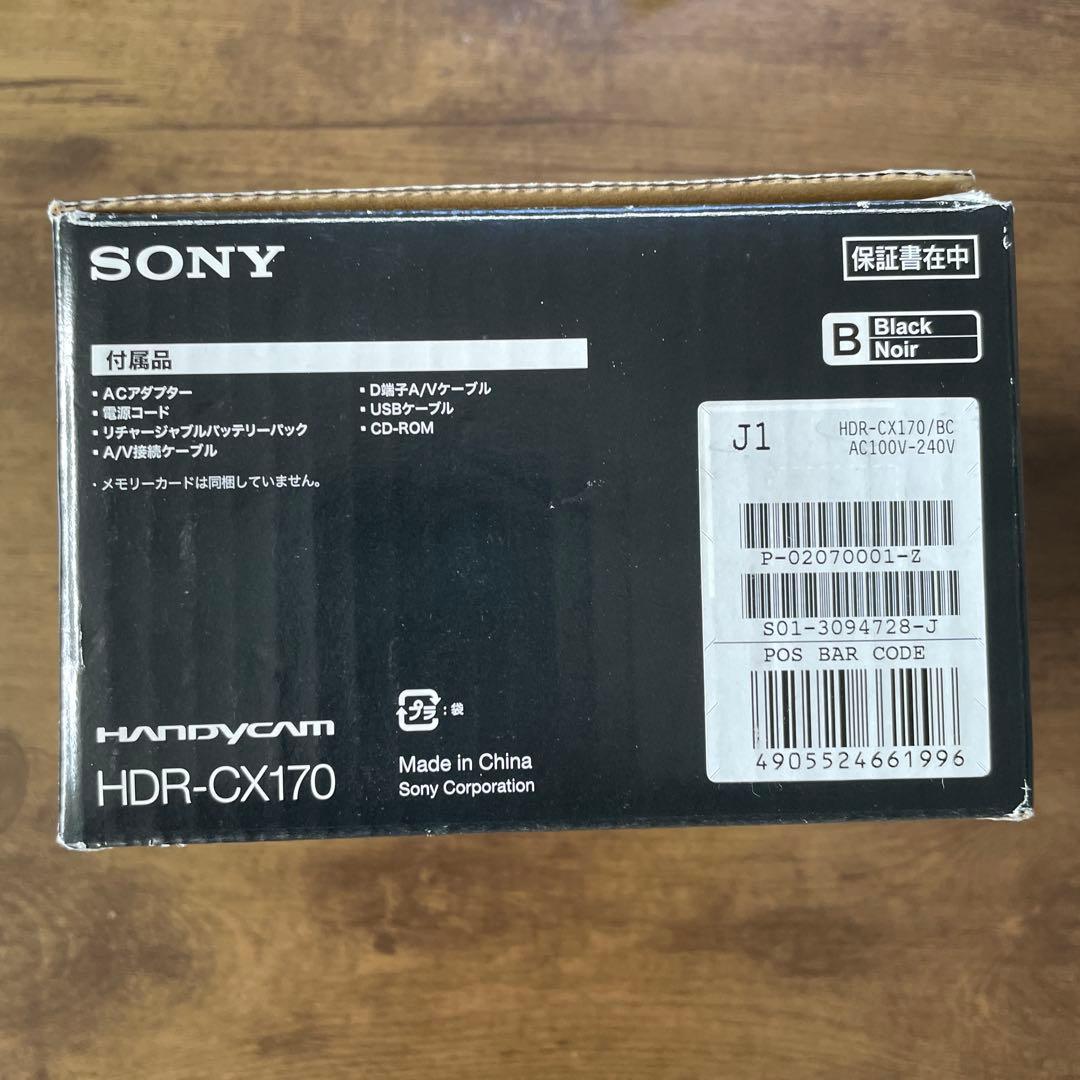 SONY
保証書在中
B Black
Noir
付属品
・ACアダプター
・電源コード
・リチャージャブルバッテリーパック
・A/V接続ケーブル
・D端子A/Vケーブル
・USBケーブル
・CD-ROM
・メモリーカードは同梱していません。
J1
HDR-CX170/BC
AC100V-240V
P-02070001-Z
S01-3094728-J
POS BAR CODE
4905524661996
HANDYCAM
HDR-CX170
プラ:袋
Made in China
Sony Corporation